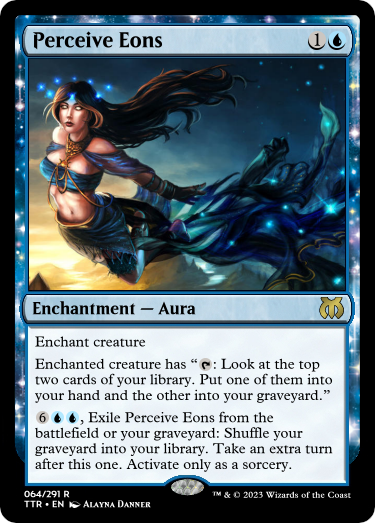 Perceive Eons 1
Enchantment — Aura
Enchant creature
Enchanted creature has “: Look at the top
two cards of your library. Put one of them into
your hand and the other into your graveyard.”
6, Exile Perceive Eons from the
battlefield or your graveyard: Shuffle your
graveyard into your library. Take an extra turn
after this one. Activate only as a sorcery.
064/291 R
TTR • EN Alayna Danner ™ & © 2023 Wizards of the Coast